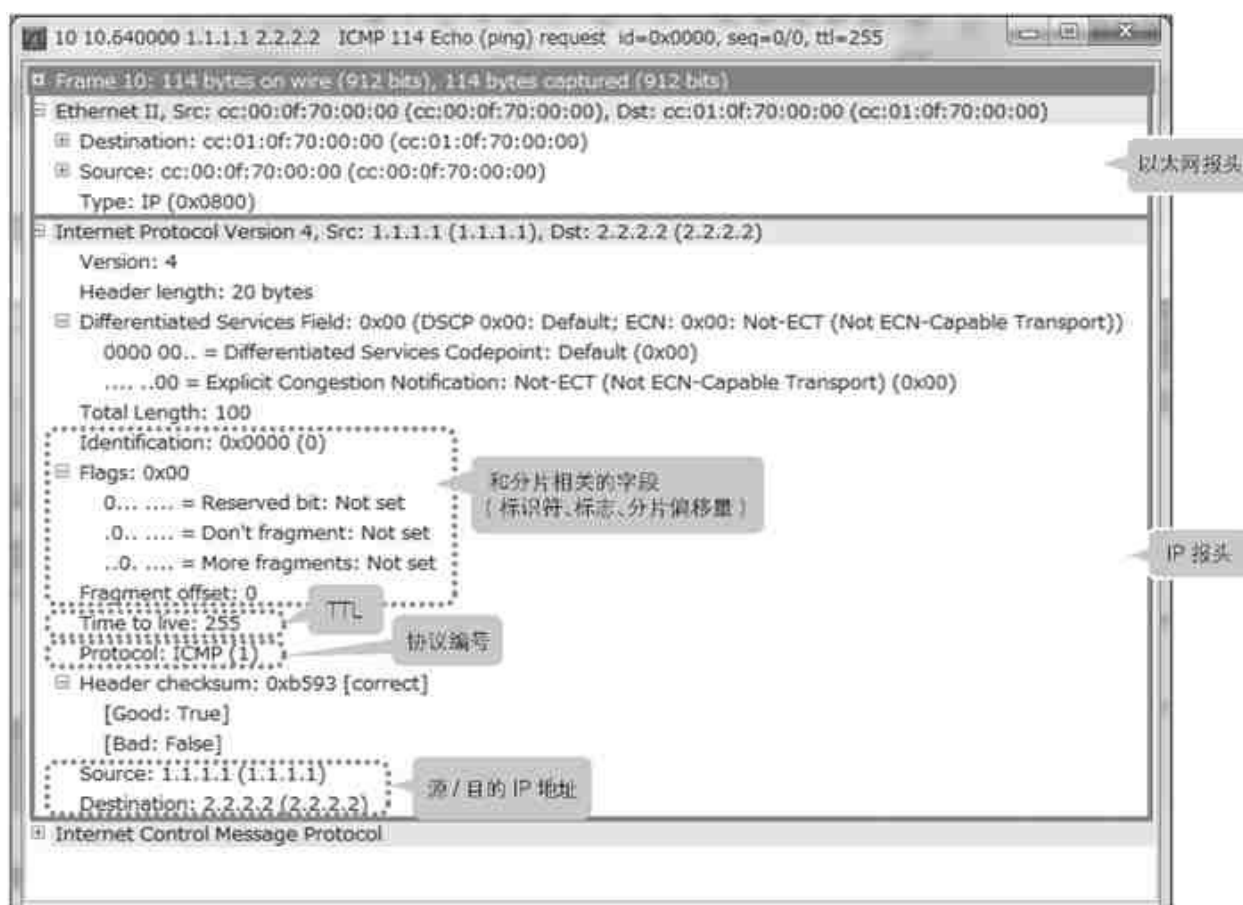 10 10.640000 1.1.1.1 2.2.2.2 ICMP 114 Echo (ping) request id=0x0000, seq=0/0, ttl=255
Frame 10: 114 bytes on wire (912 bits), 114 bytes captured (912 bits)
Ethernet II, Src: cc:00:0f:70:00:00 (cc:00:0f:70:00:00), Dst: cc:01:0f:70:00:00 (cc:01:0f:70:00:00)
Destination: cc:01:0f:70:00:00 (cc:01:0f:70:00:00)
以太网报头
Source: cc:00:0f:70:00:00 (cc:00:0f:70:00:00)
Type: IP (0x0800)
Internet Protocol Version 4, Src: 1.1.1.1 (1.1.1.1), Dst: 2.2.2.2 (2.2.2.2)
Version: 4
Header length: 20 bytes
Differentiated Services Field: 0x00 (DSCP 0x00: Default; ECN: 0x00: Not-ECT (Not ECN-Capable Transport))
0000 00.. = Differentiated Services Codepoint: Default (0x00)
.... ..00 = Explicit Congestion Notification: Not-ECT (Not ECN-Capable Transport) (0x00)
Total Length: 100
Identification: 0x0000 (0)
Flags: 0x00
和分片相关的字段
(标识符、标志、分片偏移量)
0... .... = Reserved bit: Not set
.0.. .... = Don't fragment: Not set
..0. .... = More fragments: Not set
IP 报头
Fragment offset: 0
TTL
Time to live: 255
协议编号
Protocol: ICMP (1)
Header checksum: 0xb593 [correct]
[Good: True]
[Bad: False]
Source: 1.1.1.1 (1.1.1.1)
源 / 目的 IP 地址
Destination: 2.2.2.2 (2.2.2.2)
Internet Control Message Protocol